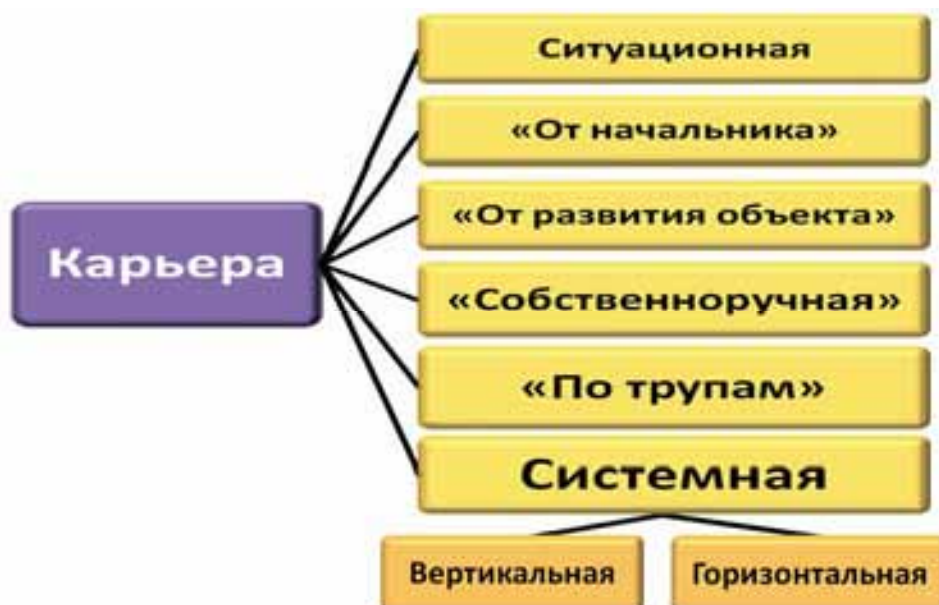 Карьера
Ситуационная
«От начальника»
«От развития объекта»
«Собственноручная»
«По трупам»
Системная
Вертикальная
Горизонтальная